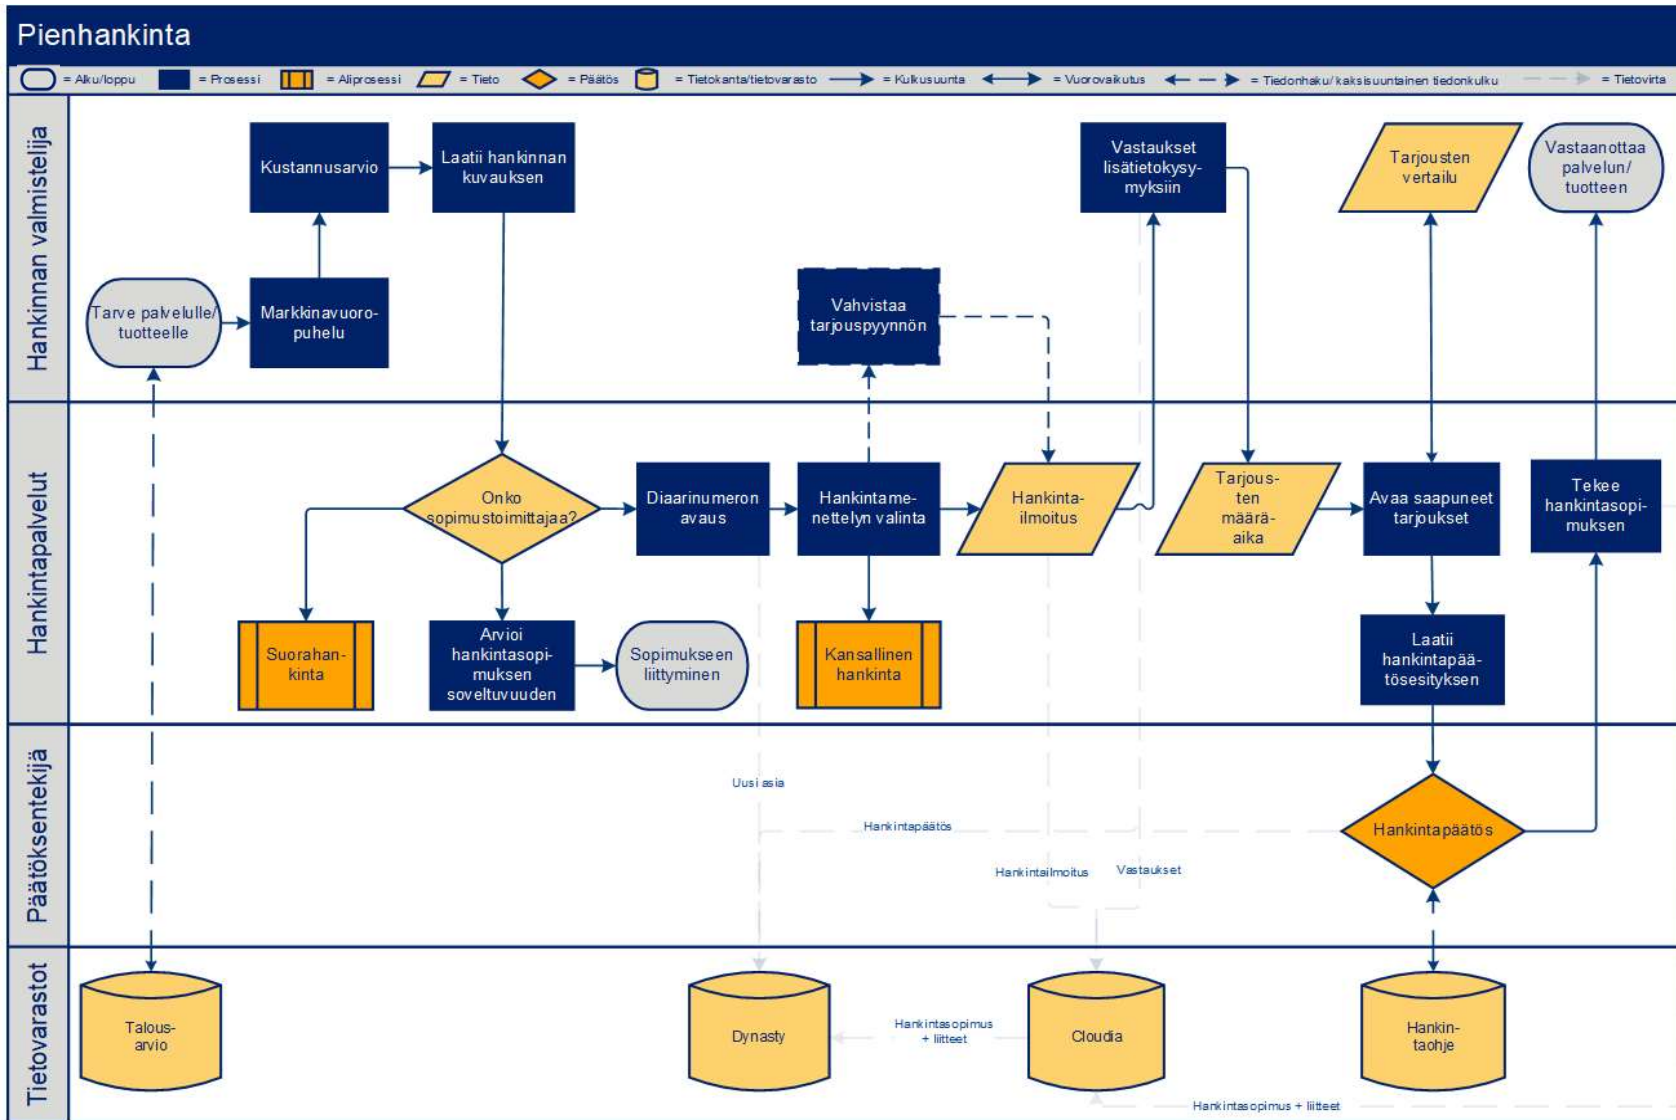 Pienhankinta
= Alku/loppu
= Prosessi
= Aliprosessi
= Tieto
= Päätös
= Tietokanta/tietovarasto
= Kulkusuunta
= Vuorovaikutus
= Tiedonhaku/ kaksisuuntainen tiedonkulku
= Tietovirta
Hankinnan valmistelija
Kustannusarvio
Laatii hankinnan
kuvauksen
Vastaukset
lisätietokysy-
myksiin
Tarjousten
vertailu
Vastaanottaa
palvelun/
tuotteen
Tarve palvelulle/
tuotteelle
Markkinavuoro-
puhelu
Vahvistaa
tarjouspyynnön
Hankintapalvelut
Onko
sopimustoimittajaa?
Diaarinumeron
avaus
Hankintame-
nettelyn valinta
Hankinta-
ilmoitus
Tarjous-
ten
määrä-
aika
Avaa saapuneet
tarjoukset
Tekee
hankintasopi-
muksen
Suorahan-
kinta
Arvioi
hankintasopi-
muksen
soveltuvuuden
Sopimukseen
liittyminen
Kansallinen
hankinta
Laatii
hankintapää-
tösesityksen
Päätöksentekijä
Uusi asia
Hankintapäätös
Hankintapäätös
Hankintailmoitus
Vastaukset
Tietovarastot
Talous-
arvio
Dynasty
Hankintasopimus
+ liitteet
Cloudia
Hankin-
taohje
Hankintasopimus + liitteet